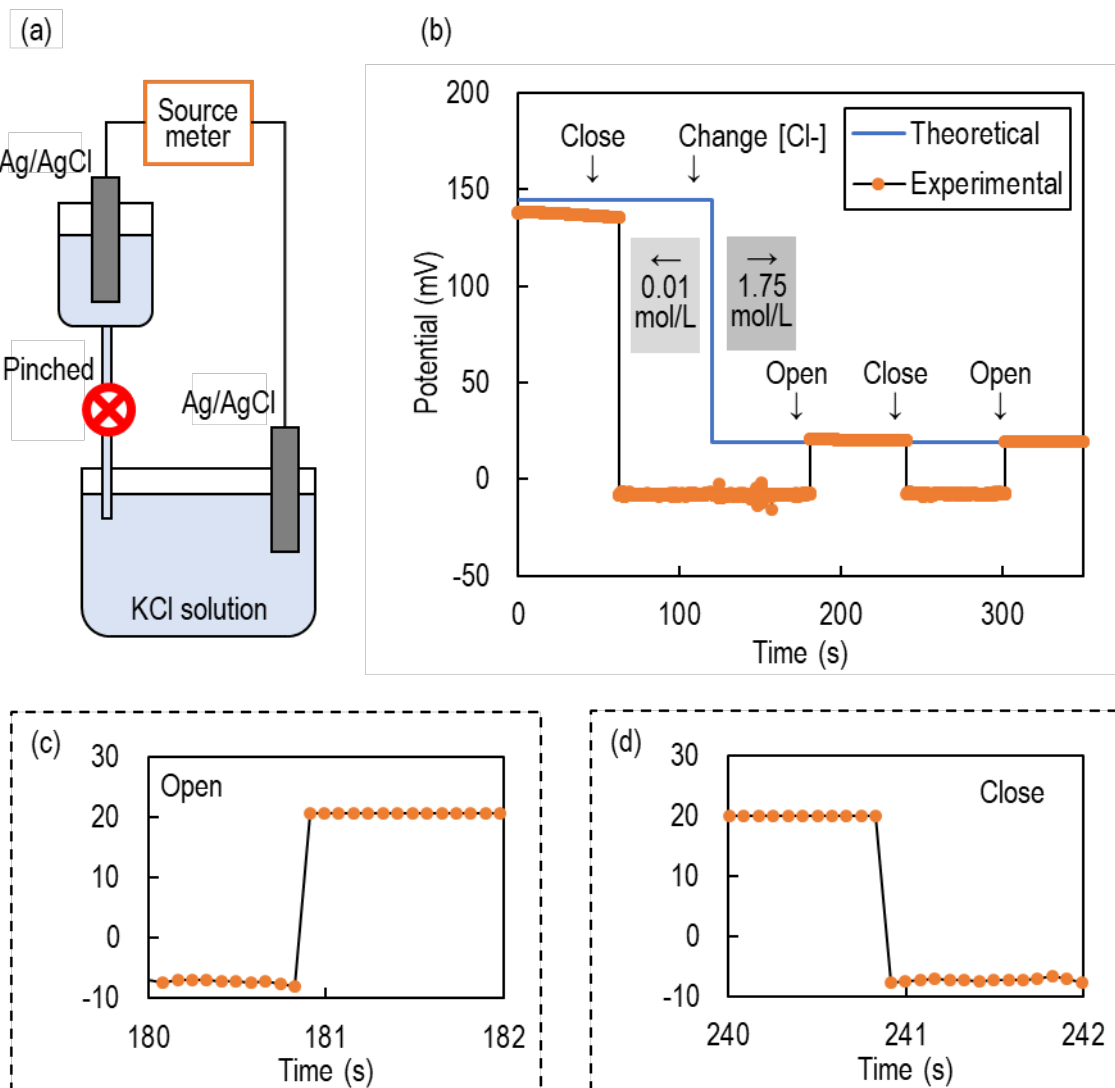 (a)
Source
meter
Ag/AgCl
Pinched
Ag/AgCl
KCl solution
(b)
200
150
100
50
0
-50
Potential (mV)
Close
↓
Change [Cl-]
↓
Theoretical
Experimental
←
0.01
mol/L
→
1.75
mol/L
Open
↓
Close
↓
Open
↓
0
100
200
300
Time (s)
(c)
Open
30
20
10
0
-10
180
181
182
Time (s)
(d)
Close
30
20
10
0
-10
240
241
242
Time (s)